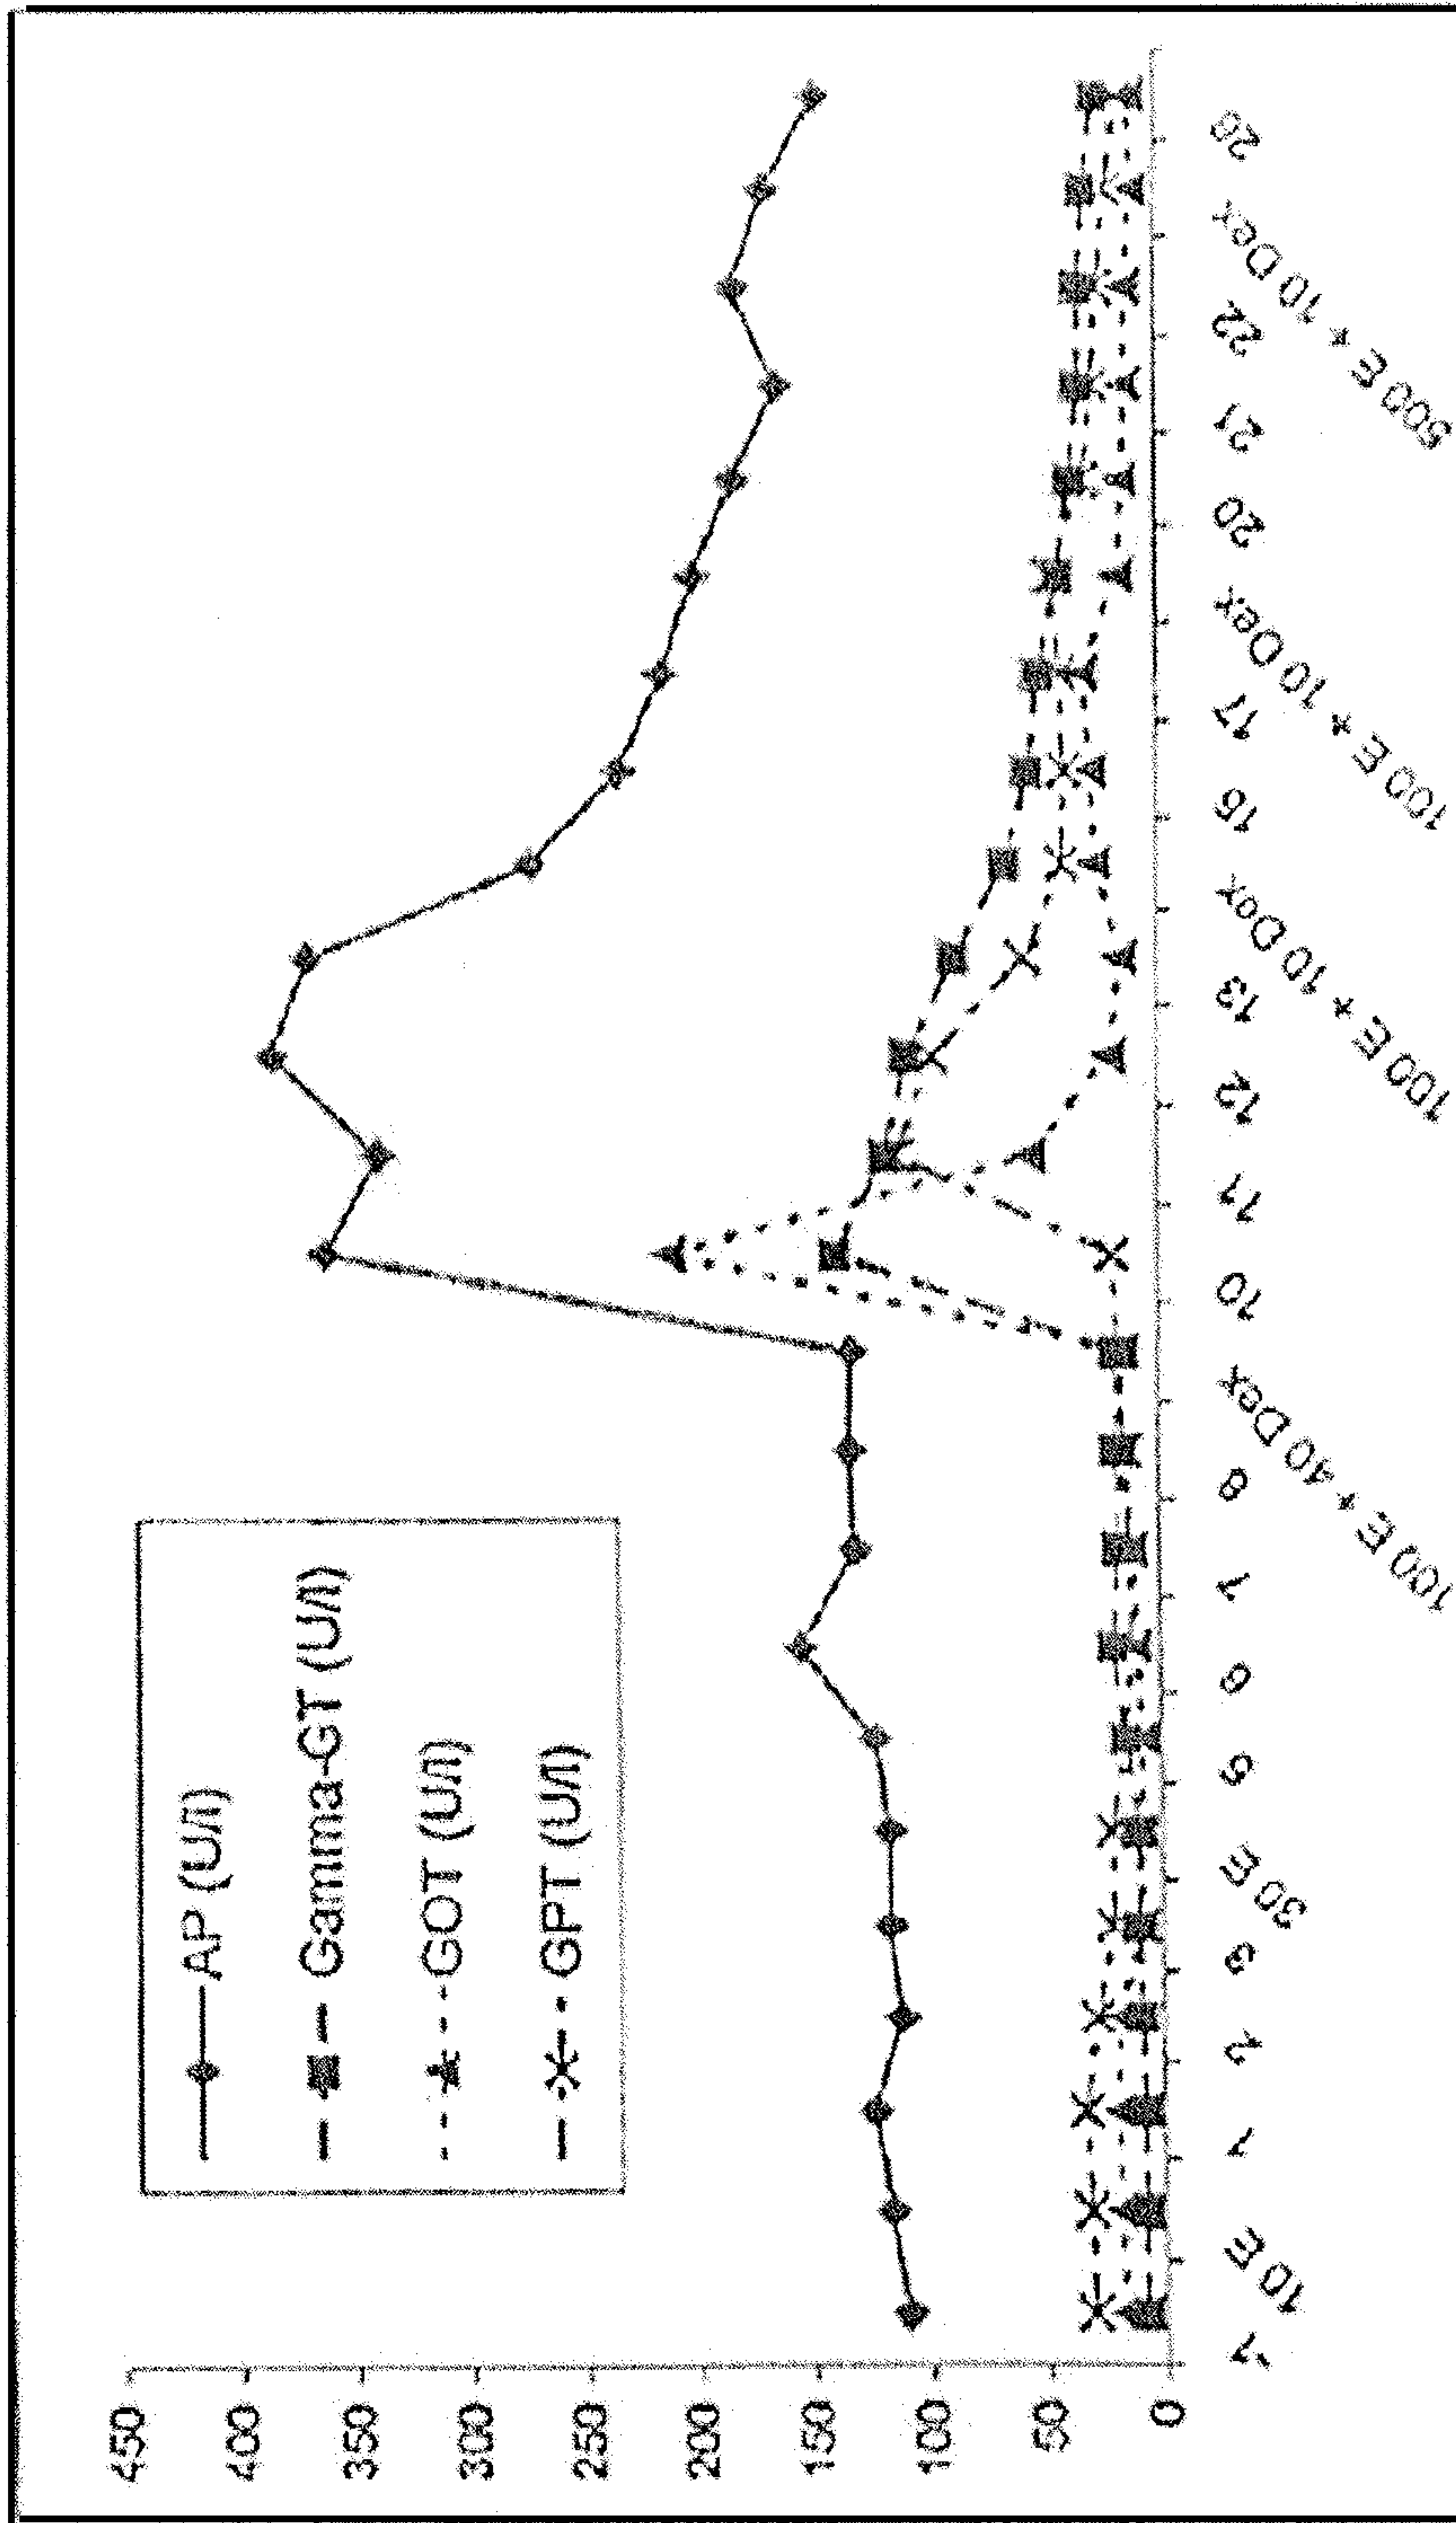 AP (U/l)
Gamma-GT (U/l)
GOT (U/l)
GPT (U/l)
450
400
350
300
250
200
150
100
50
0
-1
10 E
1
2
3
30 E
5
6
7
8
100 E + 40 Dex
10
11
12
13
100 E + 10 Dex
15
17
100 E + 10 Dex
20
21
22
500 E + 10 Dex
26